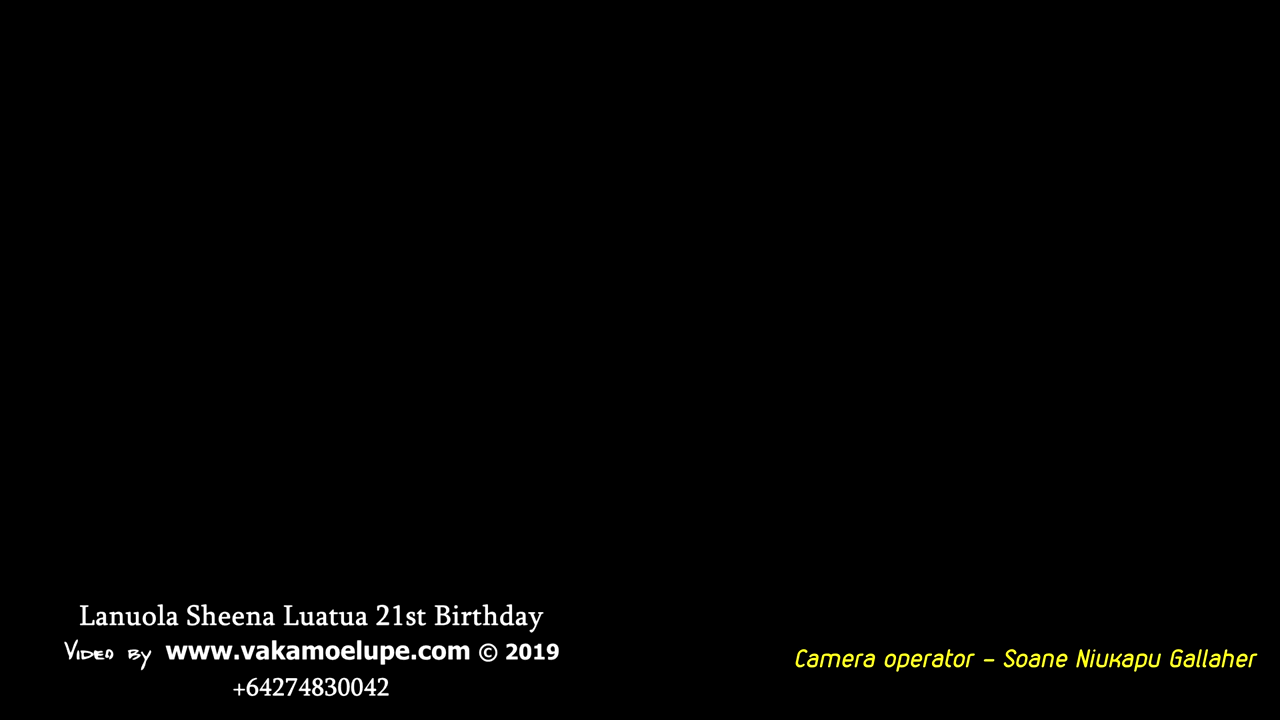 Lanuola Sheena Luatua 21st Birthday
Video by www.vakamoelupe.com © 2019
+64274830042
Camera operator - Soane Niukapu Gallaher